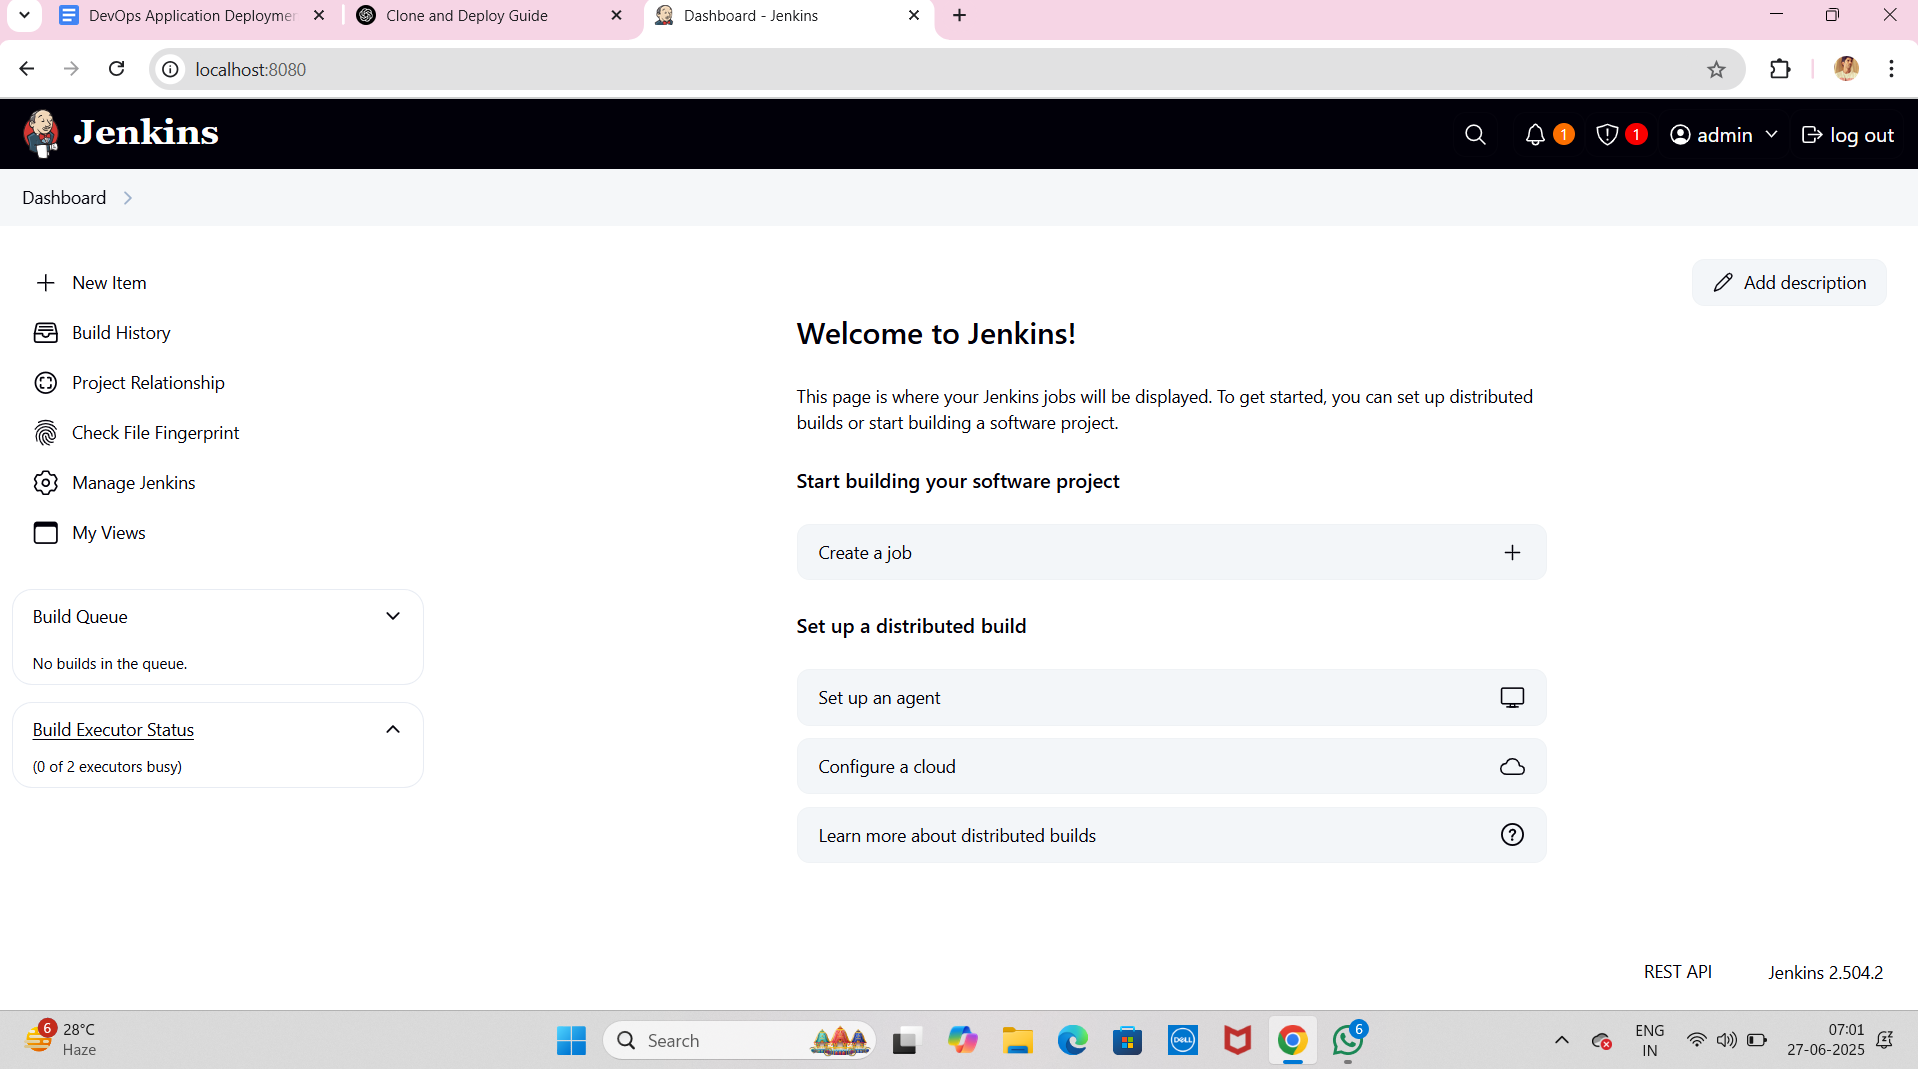 DevOps Application Deployme
Clone and Deploy Guide
Dashboard - Jenkins
localhost:8080
Jenkins
1
1
admin
log out
Dashboard
New Item
Build History
Project Relationship
Check File Fingerprint
Manage Jenkins
My Views
Build Queue
No builds in the queue.
Build Executor Status
(0 of 2 executors busy)
Add description
Welcome to Jenkins!
This page is where your Jenkins jobs will be displayed. To get started, you can set up distributed
builds or start building a software project.
Start building your software project
Create a job
Set up a distributed build
Set up an agent
Configure a cloud
Learn more about distributed builds
REST API
Jenkins 2.504.2
6
28°C
Haze
Search
DELL
6
ENG
IN
07:01
27-06-2025